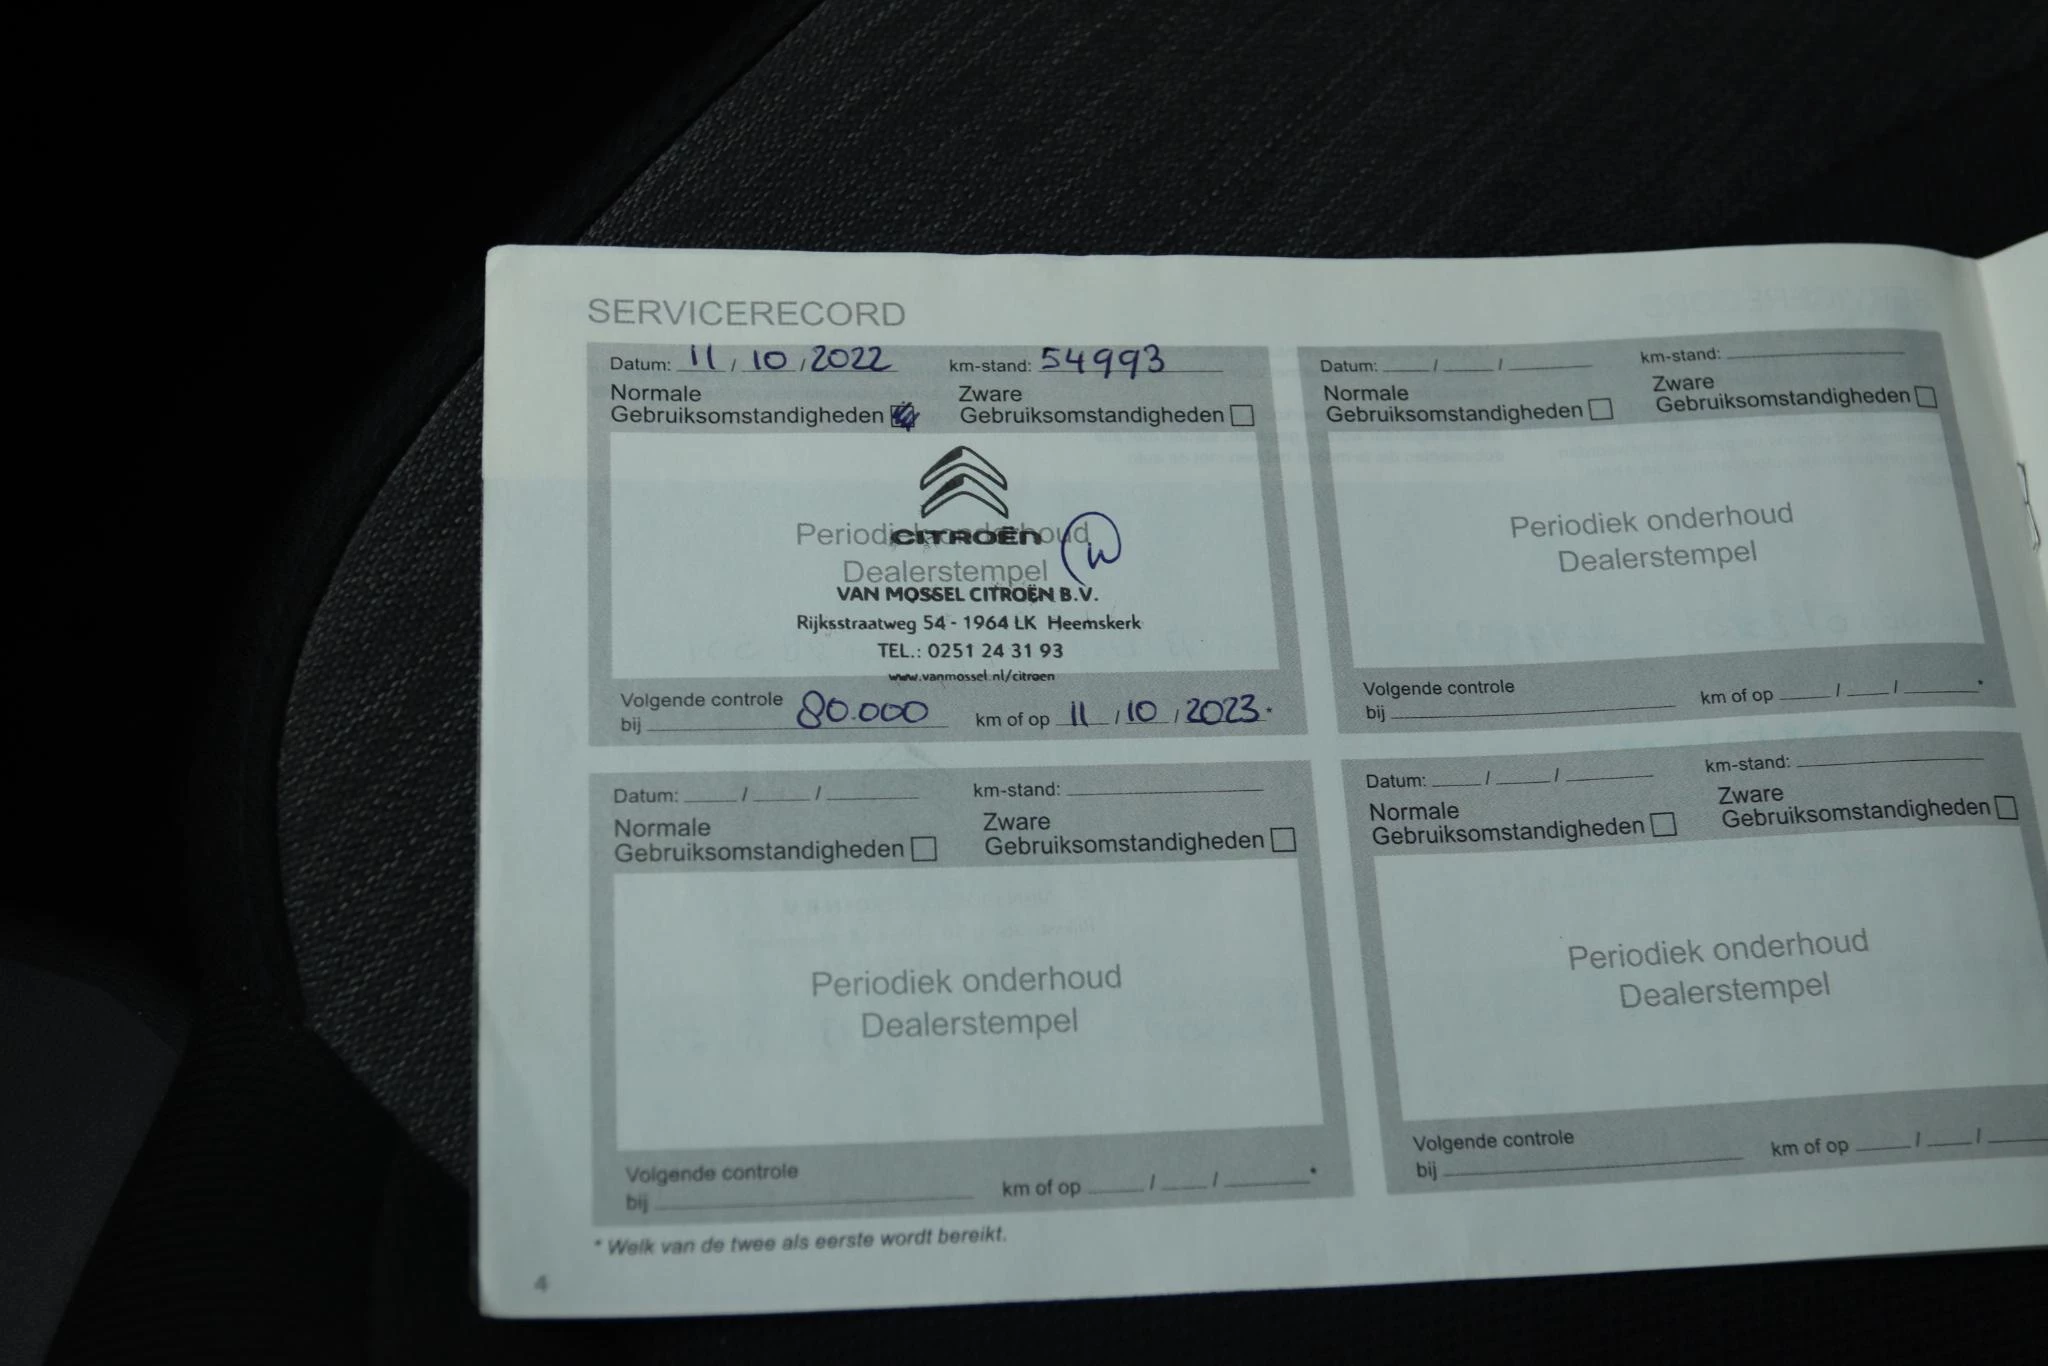 SERVICERECORD
Datum: 11 / 10 / 2022 km-stand: 54993
Normale Zware
Gebruiksomstandigheden Gebruiksomstandigheden
CITROËN
Periodiek onderhoud
Dealerstempel
VAN MOSSEL CITROËN B.V.
Rijksstraatweg 54 - 1964 LK Heemskerk
TEL.: 0251 24 31 93
www.vanmossel.nl/citroen
Volgende controle
bij 80.000 km of op 11 / 10 / 2023 *
Datum: / / km-stand:
Normale Zware
Gebruiksomstandigheden Gebruiksomstandigheden
Periodiek onderhoud
Dealerstempel
Volgende controle
bij km of op / / *
Datum: / / km-stand:
Normale Zware
Gebruiksomstandigheden Gebruiksomstandigheden
Periodiek onderhoud
Dealerstempel
Volgende controle
bij km of op / / *
Datum: / / km-stand:
Normale Zware
Gebruiksomstandigheden Gebruiksomstandigheden
Periodiek onderhoud
Dealerstempel
Volgende controle
bij km of op / /
* Welk van de twee als eerste wordt bereikt.
4